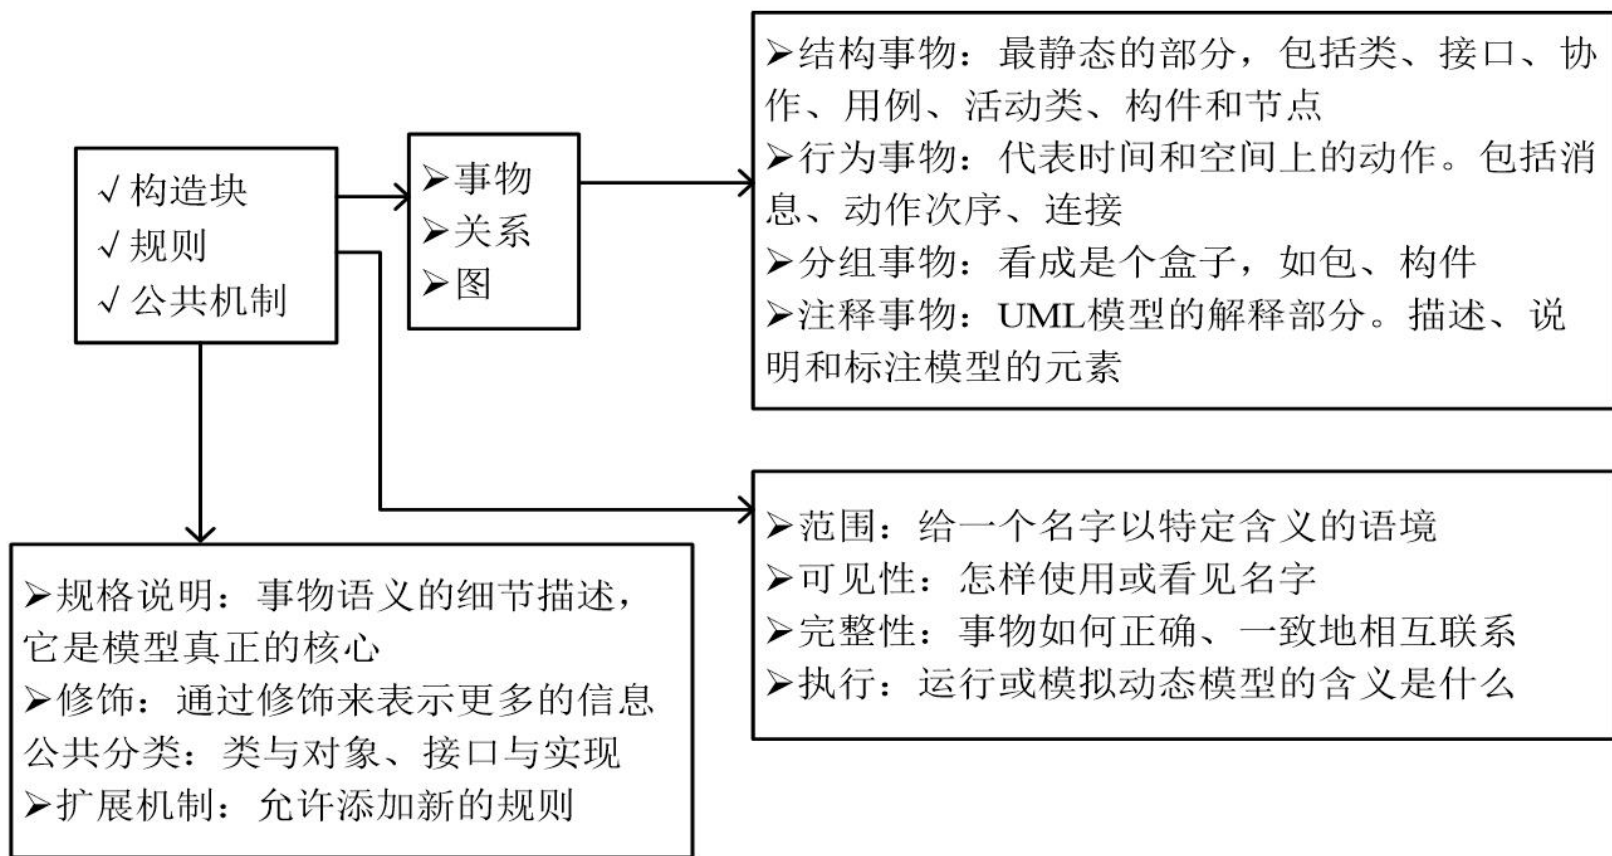 √构造块
√规则
√公共机制
➢事物
➢关系
➢图
➢结构事物：最静态的部分，包括类、接口、协
作、用例、活动类、构件和节点
➢行为事物：代表时间和空间上的动作。包括消
息、动作次序、连接
➢分组事物：看成是个盒子，如包、构件
➢注释事物：UML模型的解释部分。描述、说
明和标注模型的元素
➢范围：给一个名字以特定含义的语境
➢可见性：怎样使用或看见名字
➢完整性：事物如何正确、一致地相互联系
➢执行：运行或模拟动态模型的含义是什么
➢规格说明：事物语义的细节描述，
它是模型真正的核心
➢修饰：通过修饰来表示更多的信息
公共分类：类与对象、接口与实现
➢扩展机制：允许添加新的规则